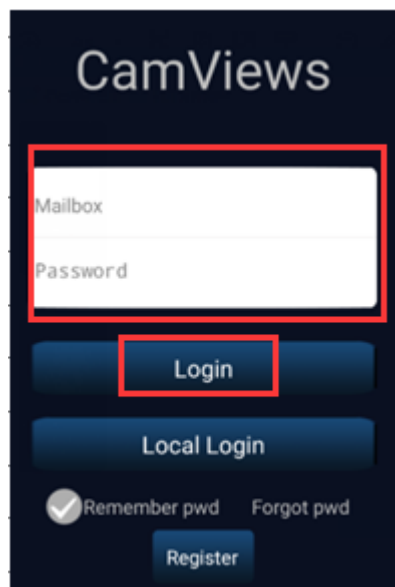 CamViews
Mailbox
Password
Login
Local Login
Remember pwd Forgot pwd
Register